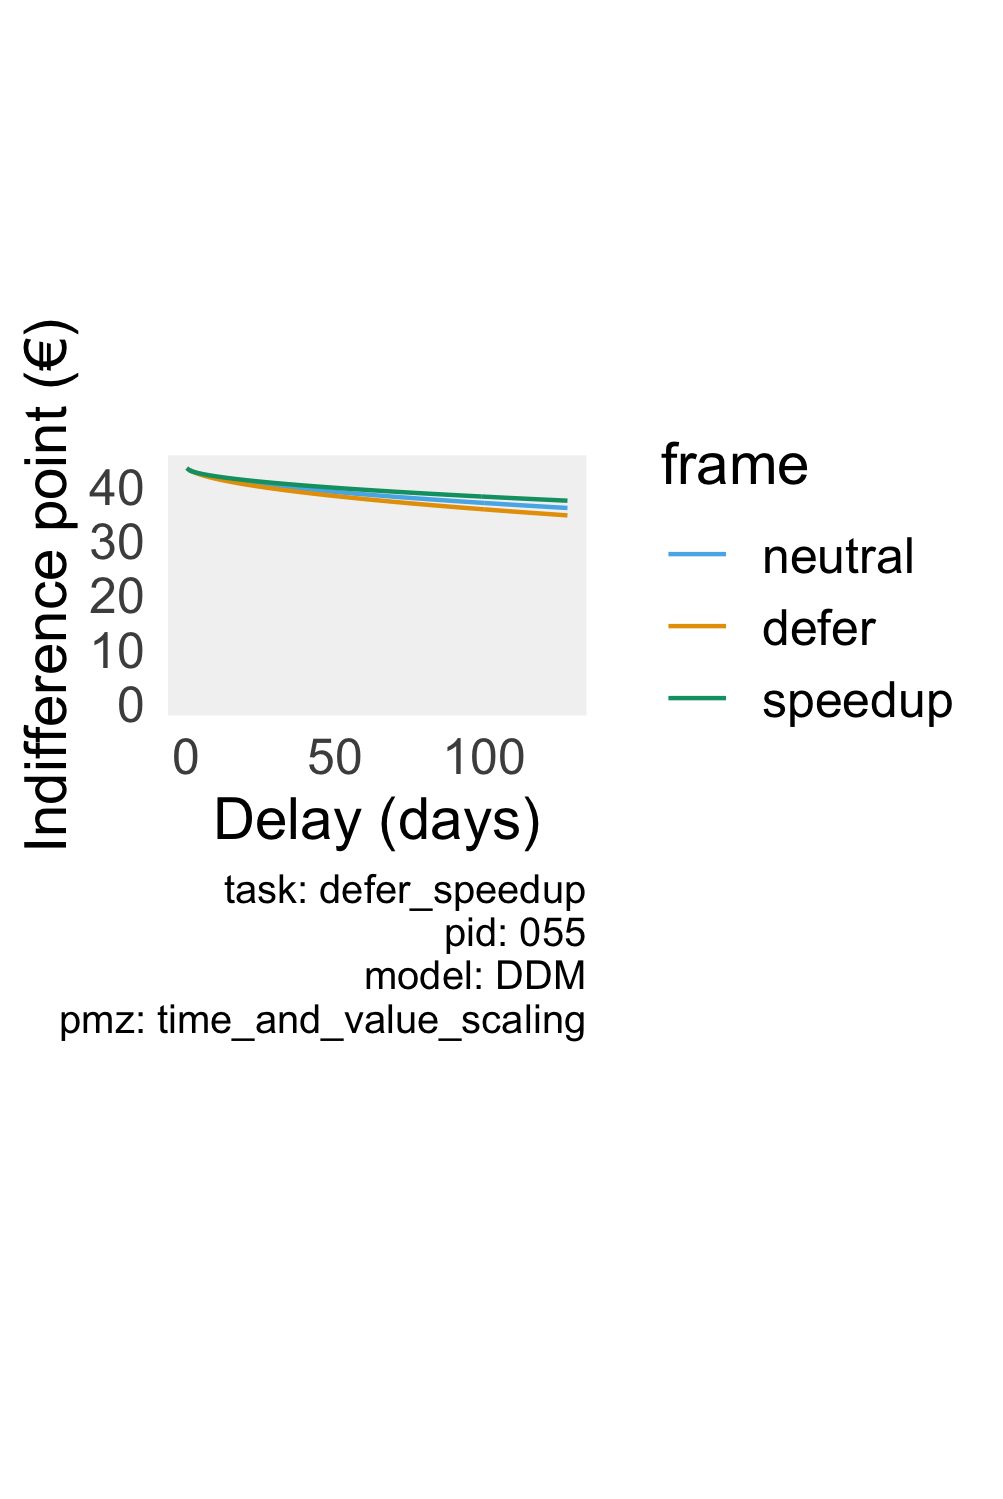 Indifference point (€)
40
30
20
10
0
0 50 100
Delay (days)
frame
neutral
defer
speedup
task: defer_speedup
pid: 055
model: DDM
pmz: time_and_value_scaling